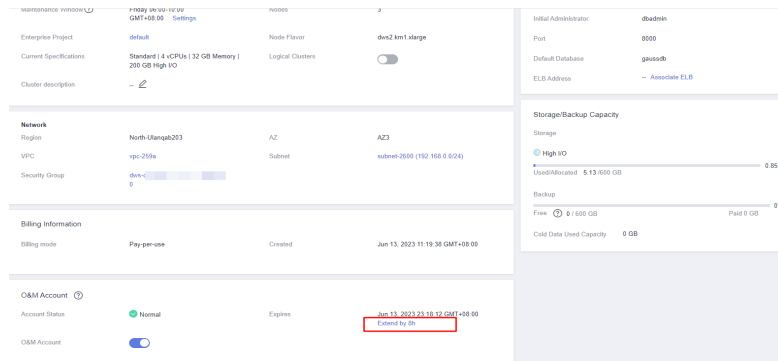 Maintenance Window
Friday 06:00-10:00
GMT+08:00 Settings
Nodes
3
Enterprise Project
default
Node Flavor
dws2.km1.xlarge
Current Specifications
Standard | 4 vCPUs | 32 GB Memory |
200 GB High I/O
Logical Clusters
Cluster description
--
Network
Region
North-Ulanqab203
AZ
AZ3
VPC
vpc-259a
Subnet
subnet-2600 (192.168.0.0/24)
Security Group
dws-
0
Billing Information
Billing mode
Pay-per-use
Created
Jun 13, 2023 11:19:38 GMT+08:00
O&M Account
Account Status
Normal
Expires
Jun 13, 2023 23:18:12 GMT+08:00
Extend by 8h
O&M Account
Initial Administrator
dbadmin
Port
8000
Default Database
gaussdb
ELB Address
-- Associate ELB
Storage/Backup Capacity
Storage
High I/O
0.85
Used/Allocated 5.13 /600 GB
Backup
0
Free 0 / 600 GB
Paid 0 GB
Cold Data Used Capacity 0 GB